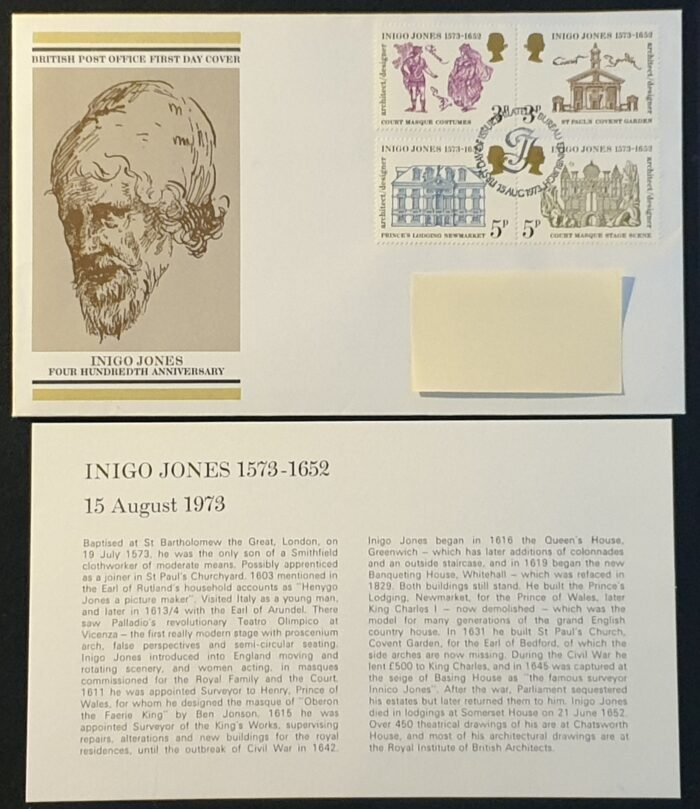 BRITISH POST OFFICE FIRST DAY COVER
INIGO JONES
FOUR HUNDREDTH ANNIVERSARY
INIGO JONES 1573-1652
architect/designer
3P
COURT MASQUE COSTUMES
INIGO JONES 1573-1652
architect/designer
3P
ST PAUL'S COVENT GARDEN
INIGO JONES 1573-1652
architect/designer
5P
PRINCE'S LODGING NEWMARKET
INIGO JONES 1573-1652
architect/designer
5P
COURT MASQUE STAGE SCENE
FIRST DAY OF ISSUE PHILATELIC BUREAU EDINBURGH
15 AUG 1973
INIGO JONES 1573-1652
15 August 1973
Baptised at St Bartholomew the Great, London, on
19 July 1573, he was the only son of a Smithfield
clothworker of moderate means. Possibly apprenticed
as a joiner in St Paul's Churchyard. 1603 mentioned in
the Earl of Rutland's household accounts as "Henygo
Jones a picture maker". Visited Italy as a young man,
and later in 1613/4 with the Earl of Arundel. There
saw Palladio's revolutionary Teatro Olimpico at
Vicenza – the first really modern stage with proscenium
arch, false perspectives and semi-circular seating.
Inigo Jones introduced into England moving and
rotating scenery, and women acting, in masques
commissioned for the Royal Family and the Court.
1611 he was appointed Surveyor to Henry, Prince of
Wales, for whom he designed the masque of "Oberon
the Faerie King" by Ben Jonson. 1615 he was
appointed Surveyor of the King's Works, supervising
repairs, alterations and new buildings for the royal
residences, until the outbreak of Civil War in 1642.
Inigo Jones began in 1616 the Queen's House,
Greenwich – which has later additions of colonnades
and an outside staircase, and in 1619 began the new
Banqueting House, Whitehall – which was refaced in
1829. Both buildings still stand. He built the Prince's
Lodging, Newmarket, for the Prince of Wales, later
King Charles I – now demolished – which was the
model for many generations of the grand English
country house. In 1631 he built St Paul's Church,
Covent Garden, for the Earl of Bedford, of which the
side arches are now missing. During the Civil War he
lent £500 to King Charles, and in 1645 was captured at
the seige of Basing House as "the famous surveyor
Innico Jones". After the war, Parliament sequestered
his estates but later returned them to him. Inigo Jones
died in lodgings at Somerset House on 21 June 1652.
Over 450 theatrical drawings of his are at Chatsworth
House, and most of his architectural drawings are at
the Royal Institute of British Architects.